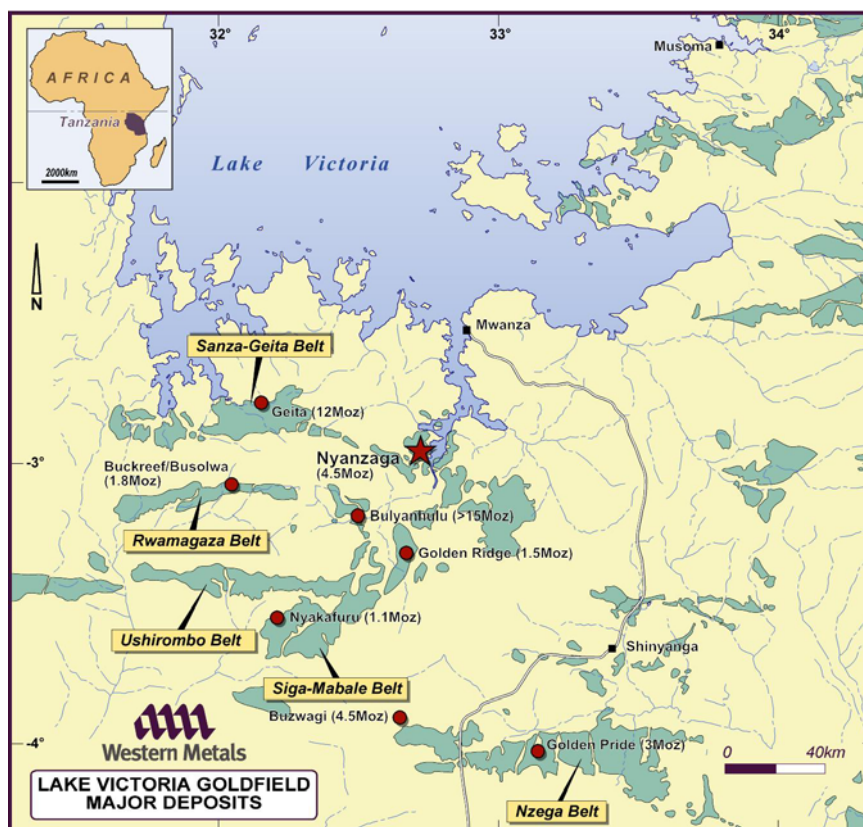 32°
33°
34°
Musoma
AFRICA
Tanzania
2000km
Lake Victoria
N
Mwanza
Sanza-Geita Belt
Geita (12Moz)
Nyanzaga
(4.5Moz)
-3°
Buckreef/Busolwa
(1.8Moz)
Bulyanhulu (>15Moz)
Rwamagaza Belt
Golden Ridge (1.5Moz)
Nyakafuru (1.1Moz)
Ushirombo Belt
Shinyanga
Siga-Mabale Belt
Buzwagi (4.5Moz)
-4°
Western Metals
Golden Pride (3Moz)
0 40km
LAKE VICTORIA GOLDFIELD
MAJOR DEPOSITS
Nzega Belt